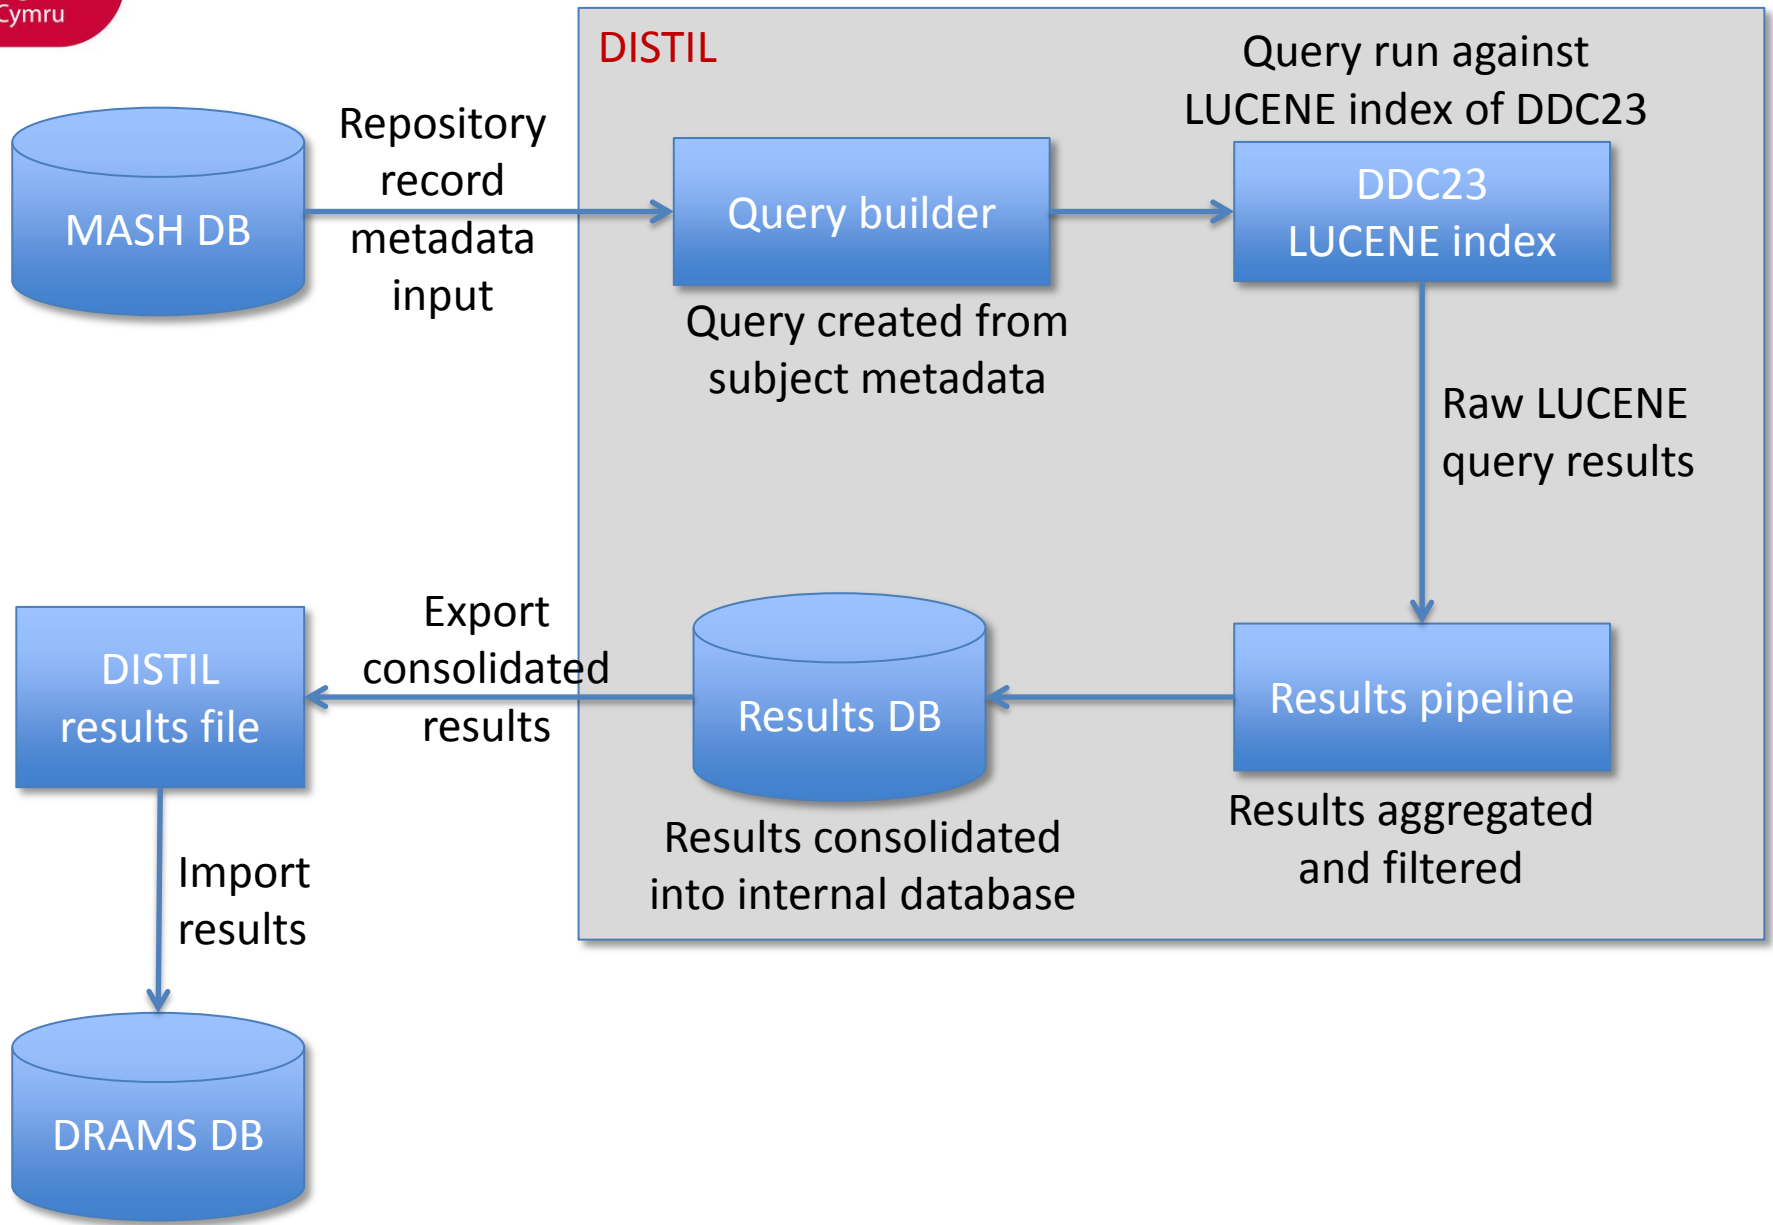 Cymru
DISTIL
Query run against
LUCENE index of DDC23
Repository
record
metadata
input
MASH DB
Query builder
DDC23
LUCENE index
Query created from
subject metadata
Raw LUCENE
query results
Export
consolidated
results
DISTIL
results file
Results DB
Results pipeline
Results consolidated
into internal database
Results aggregated
and filtered
Import
results
DRAMS DB